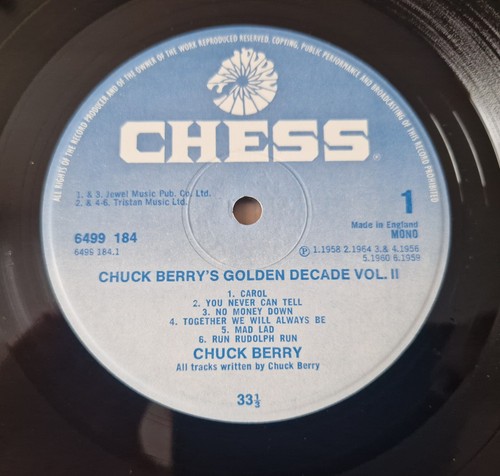 ALL RIGHTS OF THE RECORD PRODUCER AND OF THE OWNER OF THE WORK REPRODUCED RESERVED. COPYING, PUBLIC PERFORMANCE AND BROADCASTING OF THIS RECORD PROHIBITED
CHESS®
1. & 3. Jewel Music Pub. Co. Ltd.
2. & 4-6. Tristan Music Ltd.
1
Made in England
MONO
6499 184
6499 184.1
℗ 1.1958 2.1964 3.& 4.1956
5.1960 6.1959
CHUCK BERRY'S GOLDEN DECADE VOL. II
1. CAROL
2. YOU NEVER CAN TELL
3. NO MONEY DOWN
4. TOGETHER WE WILL ALWAYS BE
5. MAD LAD
6. RUN RUDOLPH RUN
CHUCK BERRY
All tracks written by Chuck Berry
33⅓